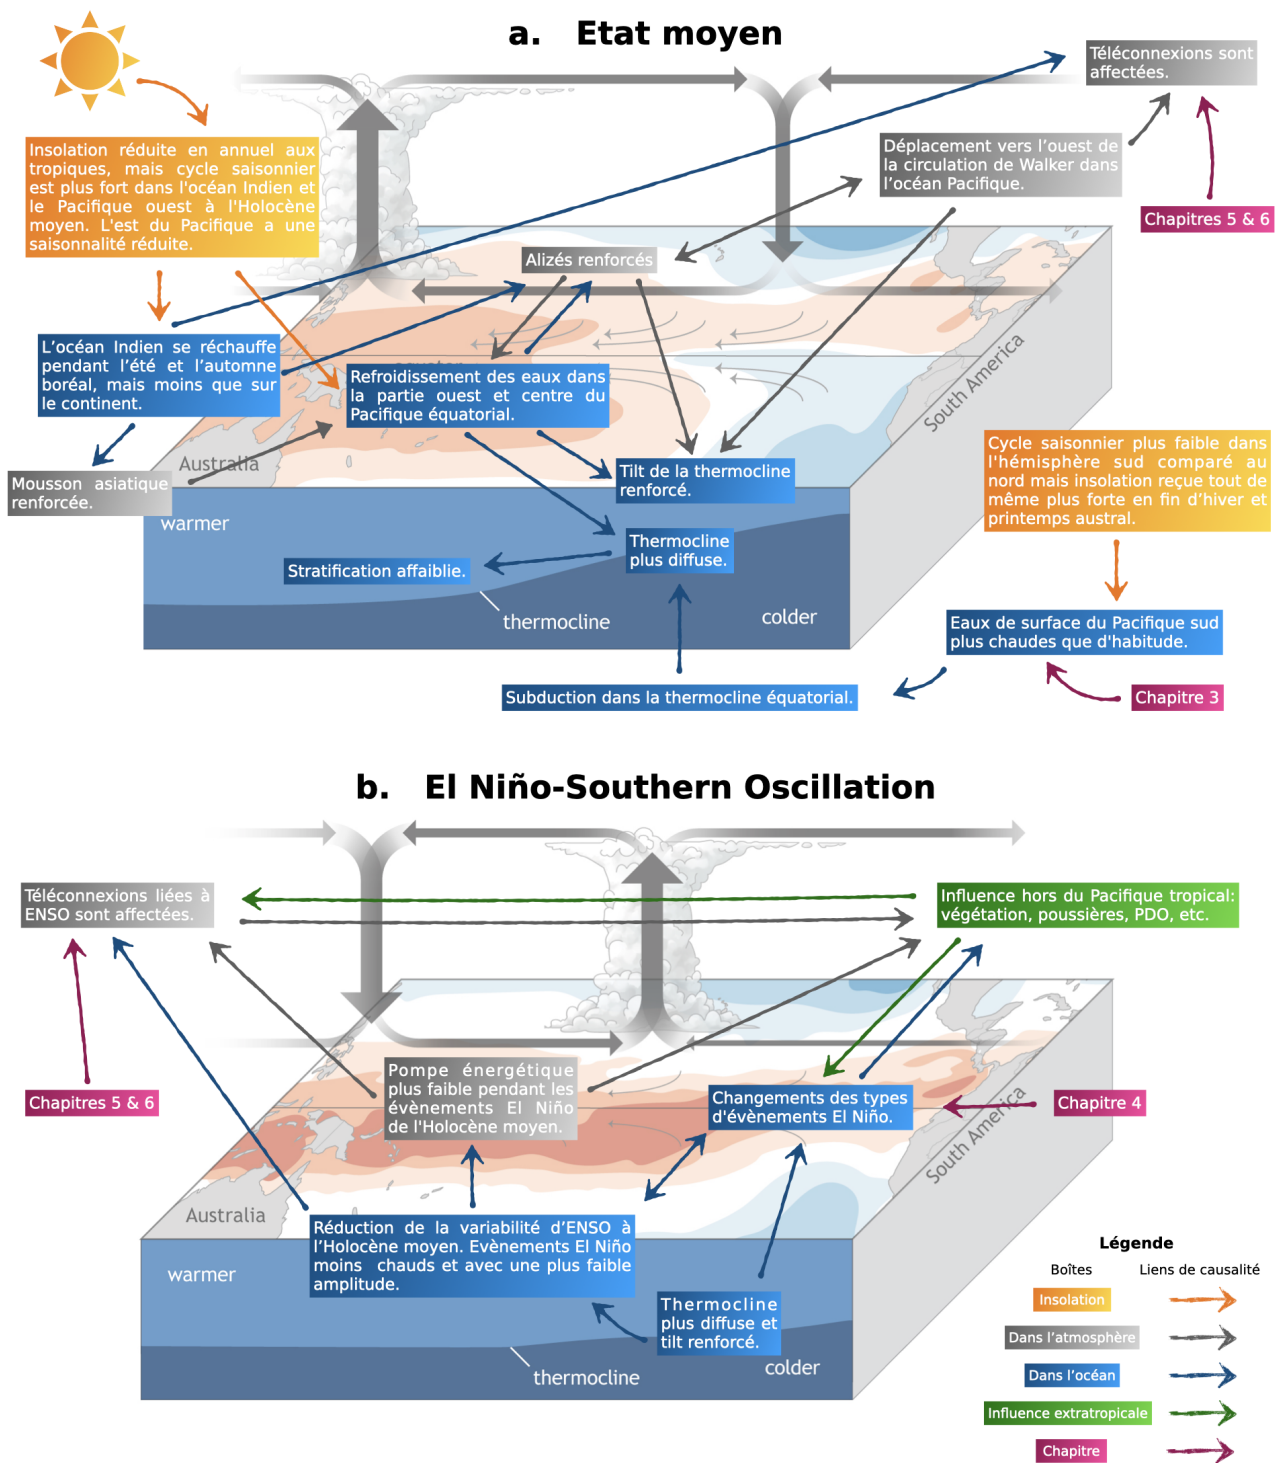 a. Etat moyen
Téléconnexions sont
affectées.
Insolation réduite en annuel aux
tropiques, mais cycle saisonnier
est plus fort dans l'océan Indien et
le Pacifique ouest à l'Holocène
moyen. L'est du Pacifique a une
saisonnalité réduite.
Déplacement vers l’ouest de
la circulation de Walker dans
l’océan Pacifique.
Chapitres 5 & 6
Alizés renforcés
L’océan Indien se réchauffe
pendant l’été et l’automne
boréal, mais moins que sur
le continent.
Refroidissement des eaux dans
la partie ouest et centre du
Pacifique équatorial.
South America
Australia
Mousson asiatique
renforcée.
Tilt de la thermocline
renforcé.
Cycle saisonnier plus faible dans
l'hémisphère sud comparé au
nord mais insolation reçue tout de
même plus forte en fin d’hiver et
printemps austral.
warmer
Thermocline
plus diffuse.
Stratification affaiblie.
thermocline
colder
Eaux de surface du Pacifique sud
plus chaudes que d'habitude.
Subduction dans la thermocline équatorial.
Chapitre 3
b. El Niño-Southern Oscillation
Téléconnexions liées à
ENSO sont affectées.
Influence hors du Pacifique tropical:
végétation, poussières, PDO, etc.
Chapitres 5 & 6
Pompe énergétique
plus faible pendant les
évènements El Niño
de l'Holocène moyen.
Changements des types
d'évènements El Niño.
Chapitre 4
South America
Australia
Réduction de la variabilité d’ENSO à
l’Holocène moyen. Evènements El Niño
moins chauds et avec une plus faible
amplitude.
warmer
Thermocline
plus diffuse et
tilt renforcé.
thermocline
colder
Légende
Boîtes Liens de causalité
Insolation
Dans l’atmosphère
Dans l’océan
Influence extratropicale
Chapitre